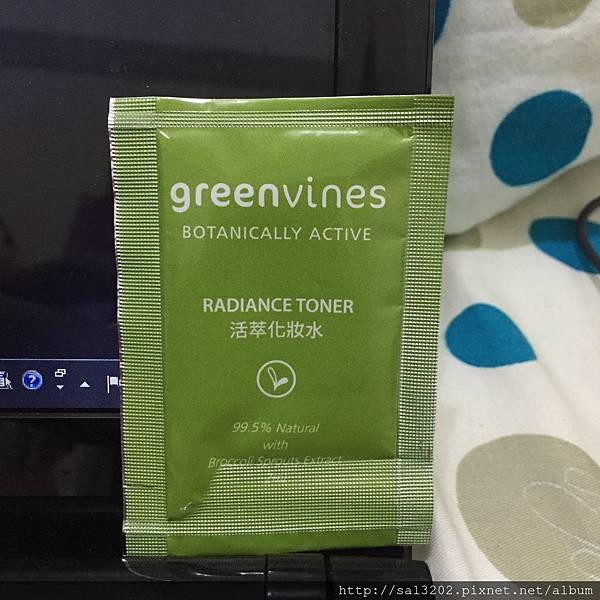 greenvines
BOTANICALLY ACTIVE
RADIANCE TONER
活萃化妝水
99.5% Natural
with
Broccoli Sprouts Extract
http://sal3202.pixnet.net/album